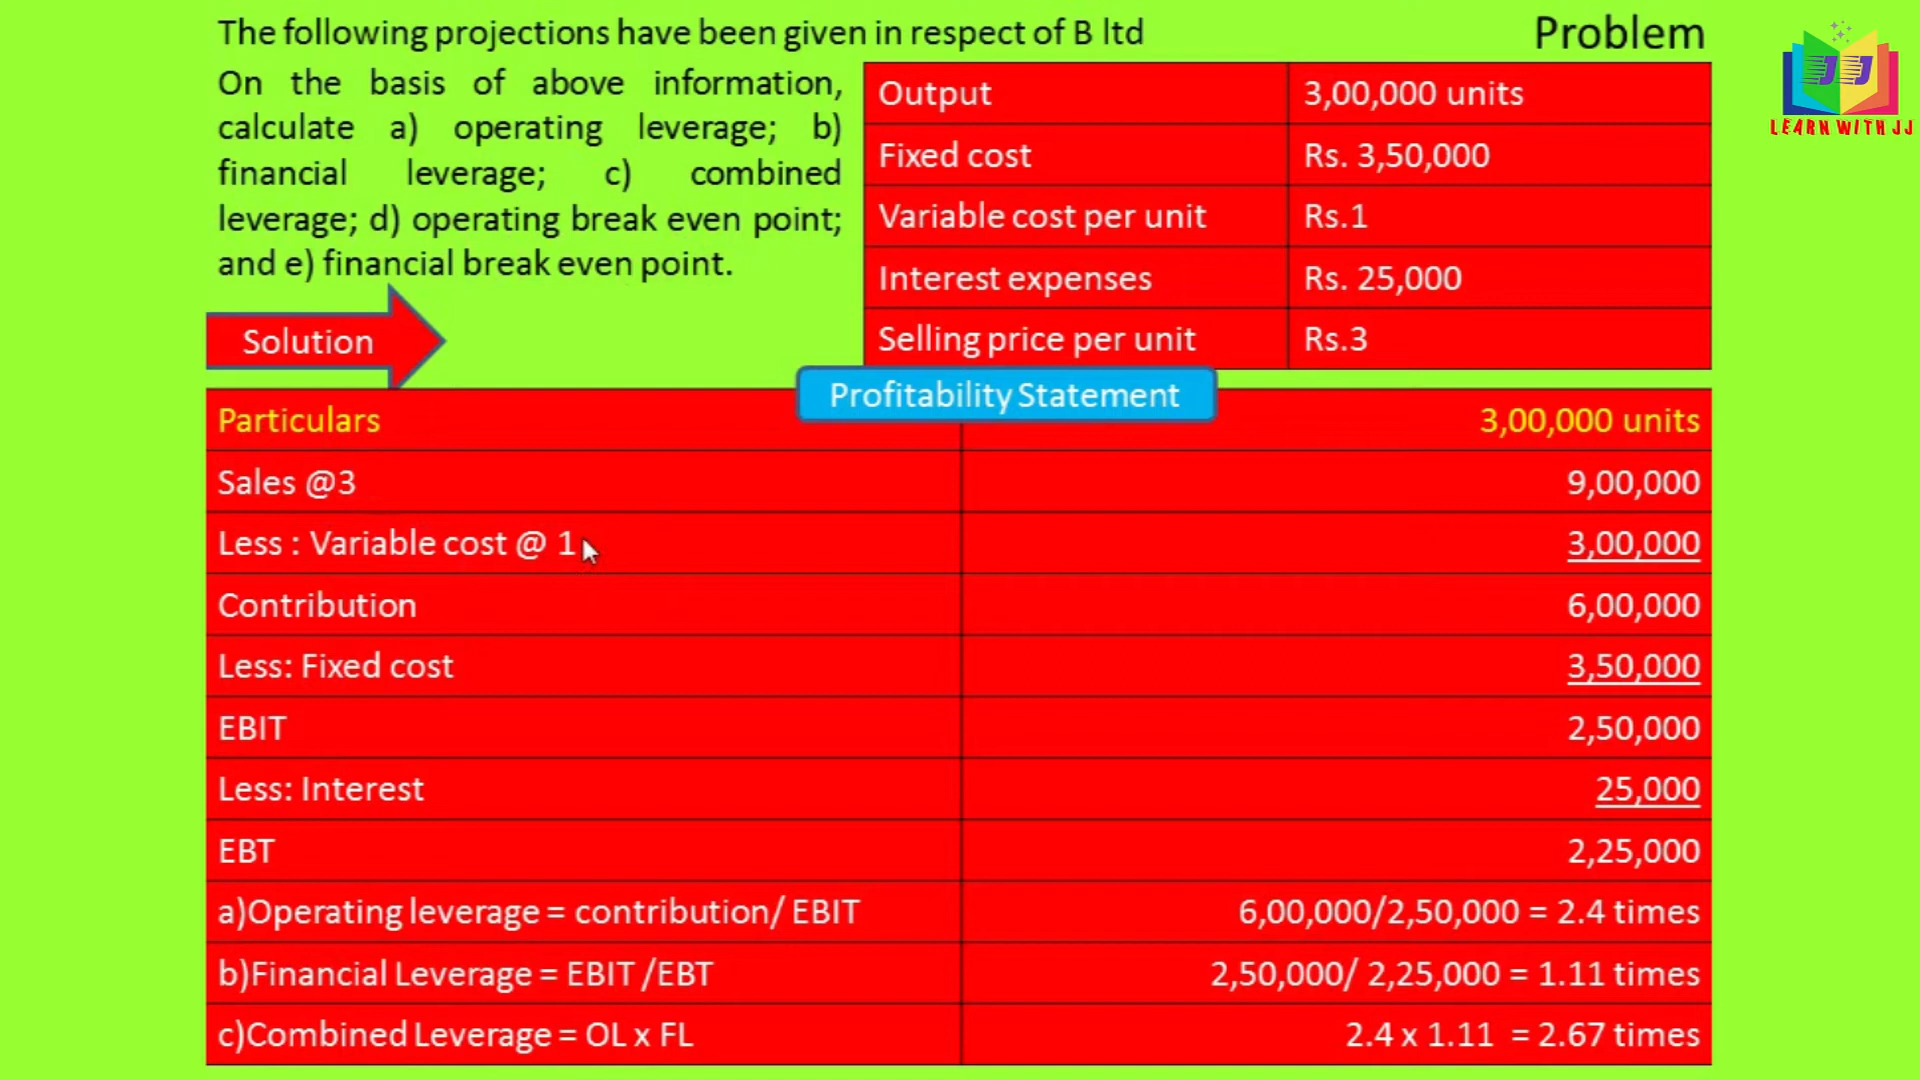 The following projections have been given in respect of B ltd
Problem
LEARN WITH JJ
On the basis of above information,
calculate a) operating leverage; b)
financial leverage; c) combined
leverage; d) operating break even point;
and e) financial break even point.
Output 3,00,000 units
Fixed cost Rs. 3,50,000
Variable cost per unit Rs.1
Interest expenses Rs. 25,000
Selling price per unit Rs.3
Solution
Profitability Statement
Particulars 3,00,000 units
Sales @3 9,00,000
Less : Variable cost @ 1 3,00,000
Contribution 6,00,000
Less: Fixed cost 3,50,000
EBIT 2,50,000
Less: Interest 25,000
EBT 2,25,000
a)Operating leverage = contribution/ EBIT 6,00,000/2,50,000 = 2.4 times
b)Financial Leverage = EBIT /EBT 2,50,000/ 2,25,000 = 1.11 times
c)Combined Leverage = OL x FL 2.4 x 1.11 = 2.67 times